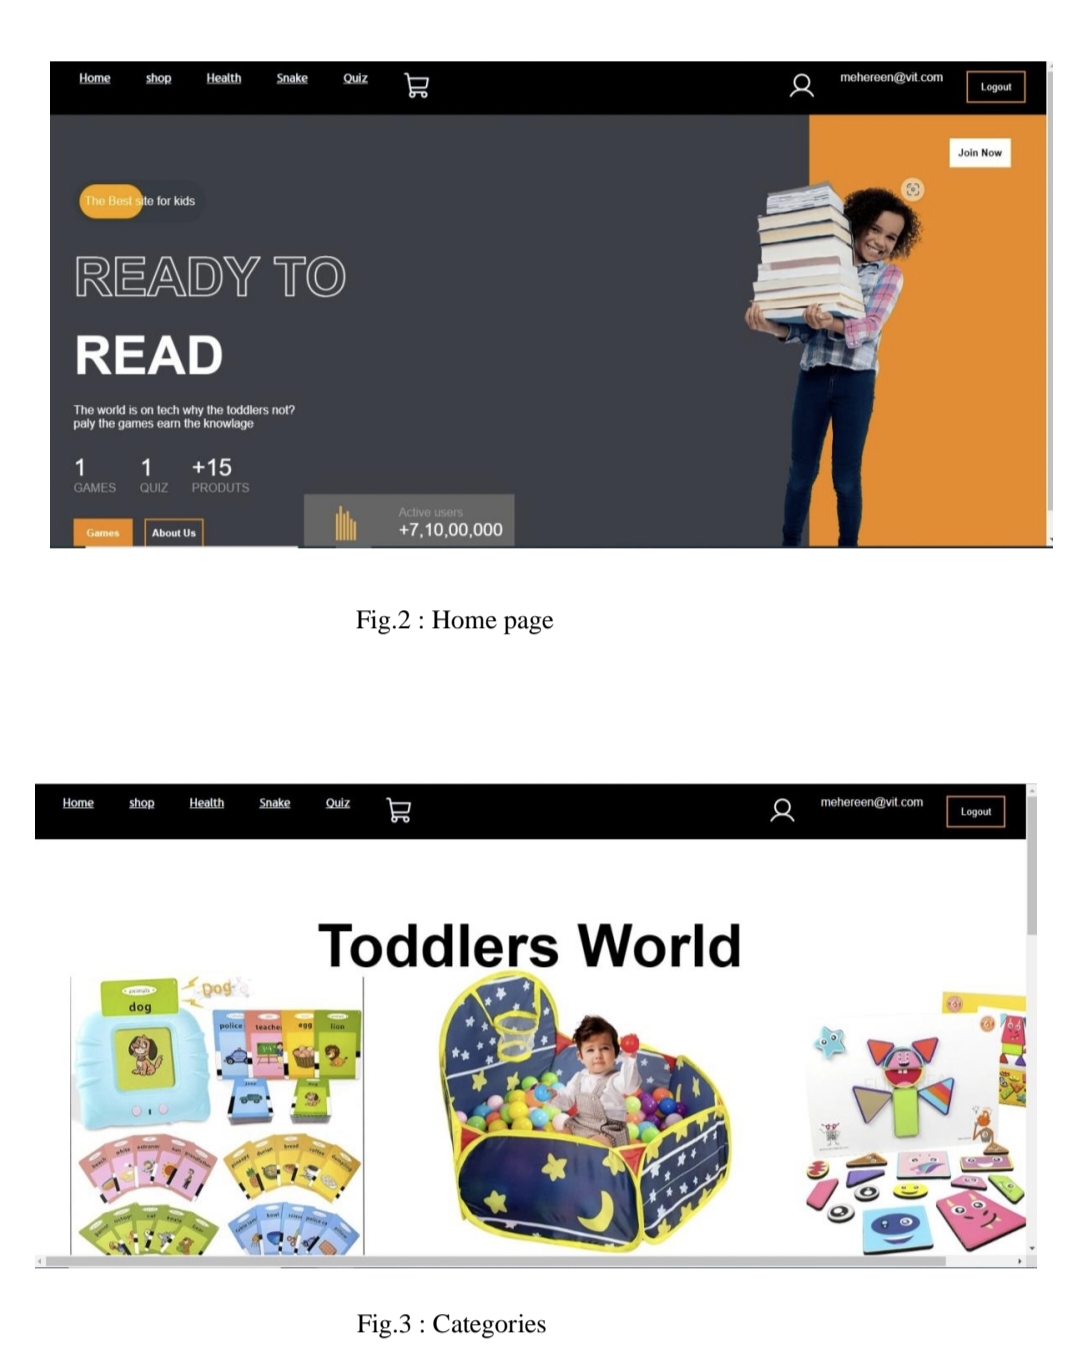 Home shop Health Snake Quiz mehereen@vit.com Logout
Join Now
The Best site for kids
READY TO
READ
The world is on tech why the toddlers not?
paly the games earn the knowlage
1 1 +15
GAMES QUIZ PRODUTS
Games About Us
Active users
+7,10,00,000
Fig.2 : Home page
Home shop Health Snake Quiz mehereen@vit.com Logout
Toddlers World
Dog
dog
police teacher egg lion
Fig.3 : Categories